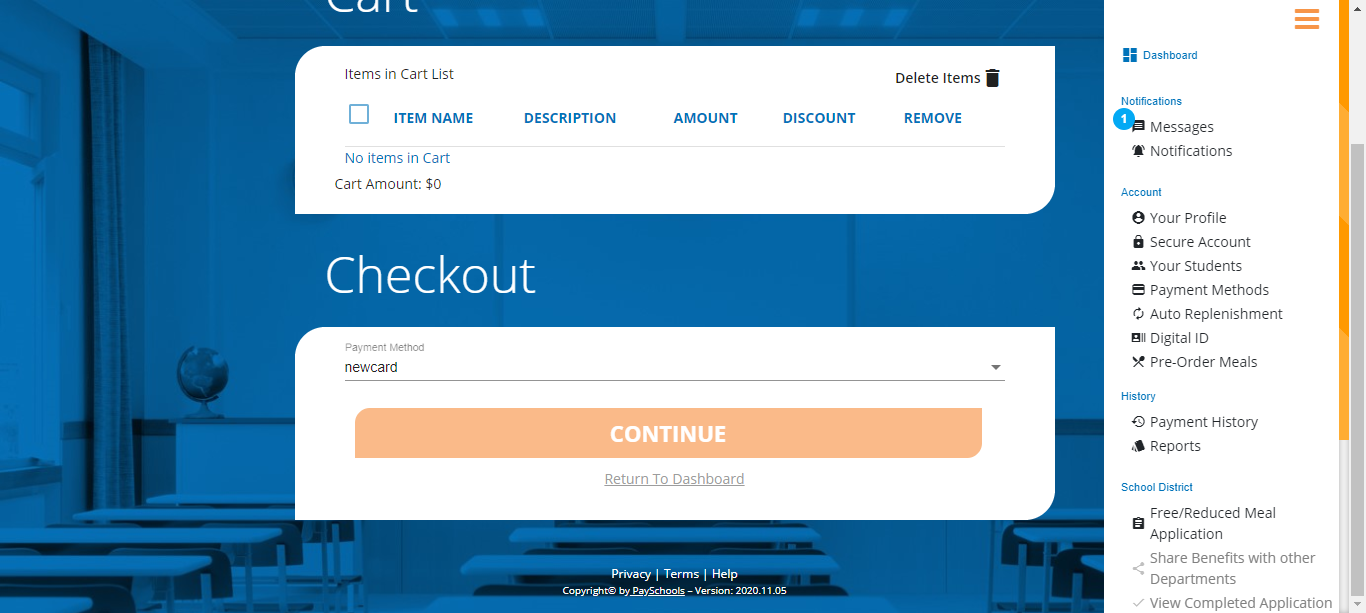 Cart
Items in Cart List
Delete Items
ITEM NAME DESCRIPTION AMOUNT DISCOUNT REMOVE
No items in Cart
Cart Amount: $0
Checkout
Payment Method
newcard
CONTINUE
Return To Dashboard
Privacy | Terms | Help
Copyright© by PaySchools – Version: 2020.11.05
Dashboard
Notifications
1
Messages
Notifications
Account
Your Profile
Secure Account
Your Students
Payment Methods
Auto Replenishment
Digital ID
Pre-Order Meals
History
Payment History
Reports
School District
Free/Reduced Meal
Application
Share Benefits with other
Departments
View Completed Application